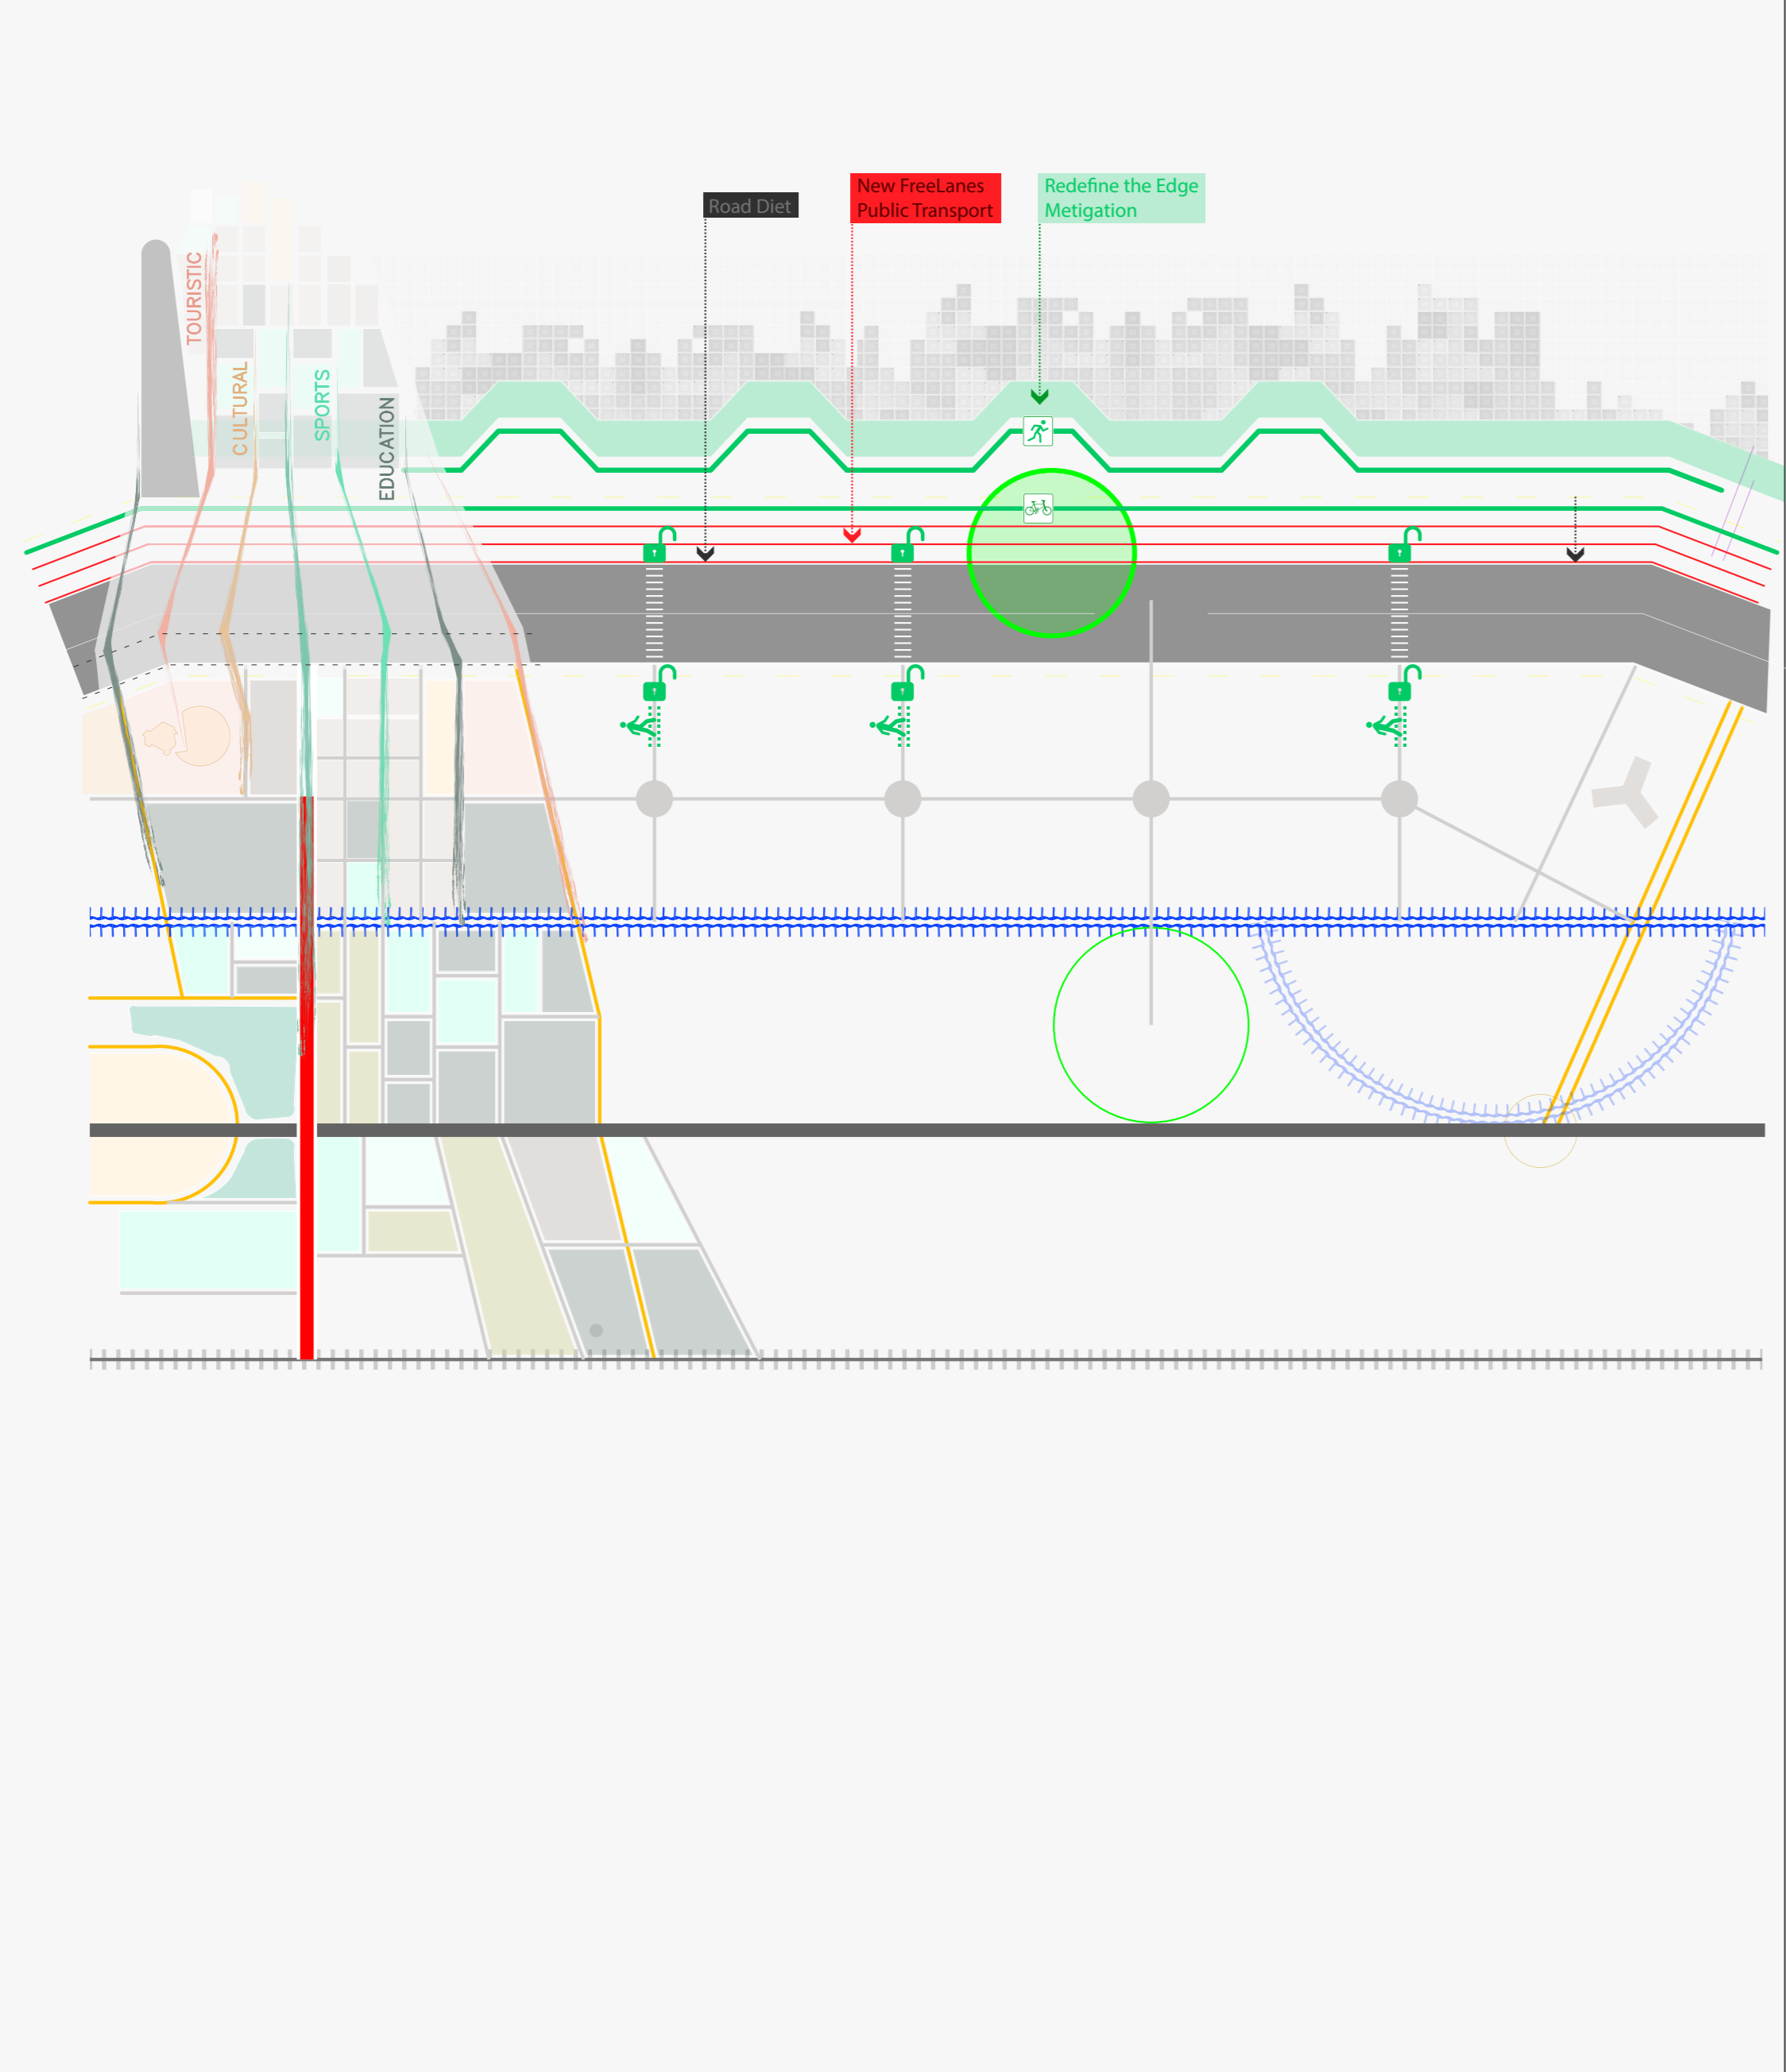 New FreeLanes
Public Transport
Redefine the Edge
Metigation
Road Diet
TOURISTIC
CULTURAL
SPORTS
EDUCATION